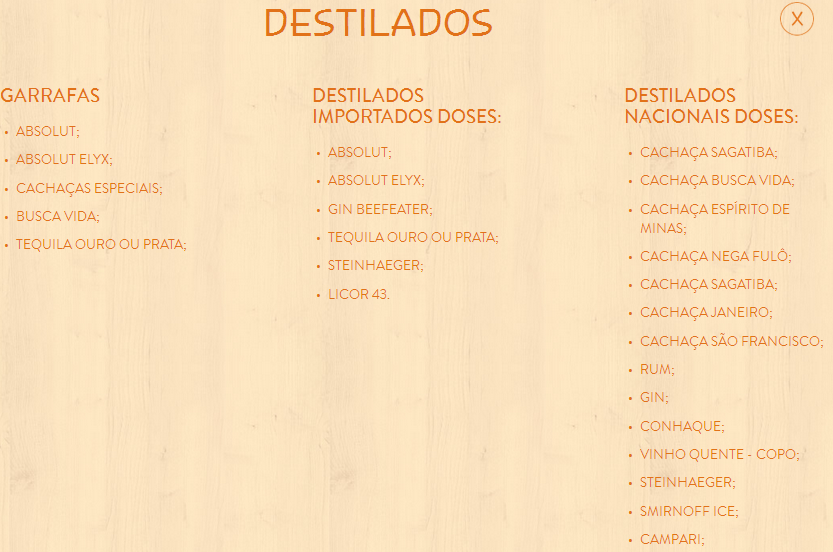 DESTILADOS
X
GARRAFAS
• ABSOLUT;
• ABSOLUT ELYX;
• CACHAÇAS ESPECIAIS;
• BUSCA VIDA;
• TEQUILA OURO OU PRATA;
DESTILADOS
IMPORTADOS DOSES:
• ABSOLUT;
• ABSOLUT ELYX;
• GIN BEEFEATER;
• TEQUILA OURO OU PRATA;
• STEINHAEGER;
• LICOR 43.
DESTILADOS
NACIONAIS DOSES:
• CACHAÇA SAGATIBA;
• CACHAÇA BUSCA VIDA;
• CACHAÇA ESPÍRITO DE
MINAS;
• CACHAÇA NEGA FULÔ;
• CACHAÇA SAGATIBA;
• CACHAÇA JANEIRO;
• CACHAÇA SÃO FRANCISCO;
• RUM;
• GIN;
• CONHAQUE;
• VINHO QUENTE - COPO;
• STEINHAEGER;
• SMIRNOFF ICE;
• CAMPARI;